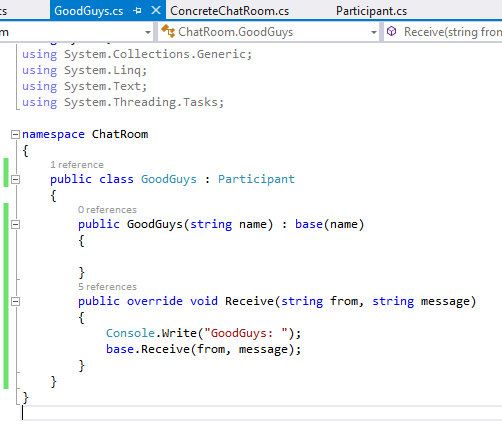 cs GoodGuys.cs ConcreteChatRoom.cs Participant.cs
m ChatRoom.GoodGuys Receive(string from
using System.Collections.Generic;
using System.Linq;
using System.Text;
using System.Threading.Tasks;
namespace ChatRoom
{
1 reference
public class GoodGuys : Participant
{
0 references
public GoodGuys(string name) : base(name)
{
}
5 references
public override void Receive(string from, string message)
{
Console.Write("GoodGuys: ");
base.Receive(from, message);
}
}
}